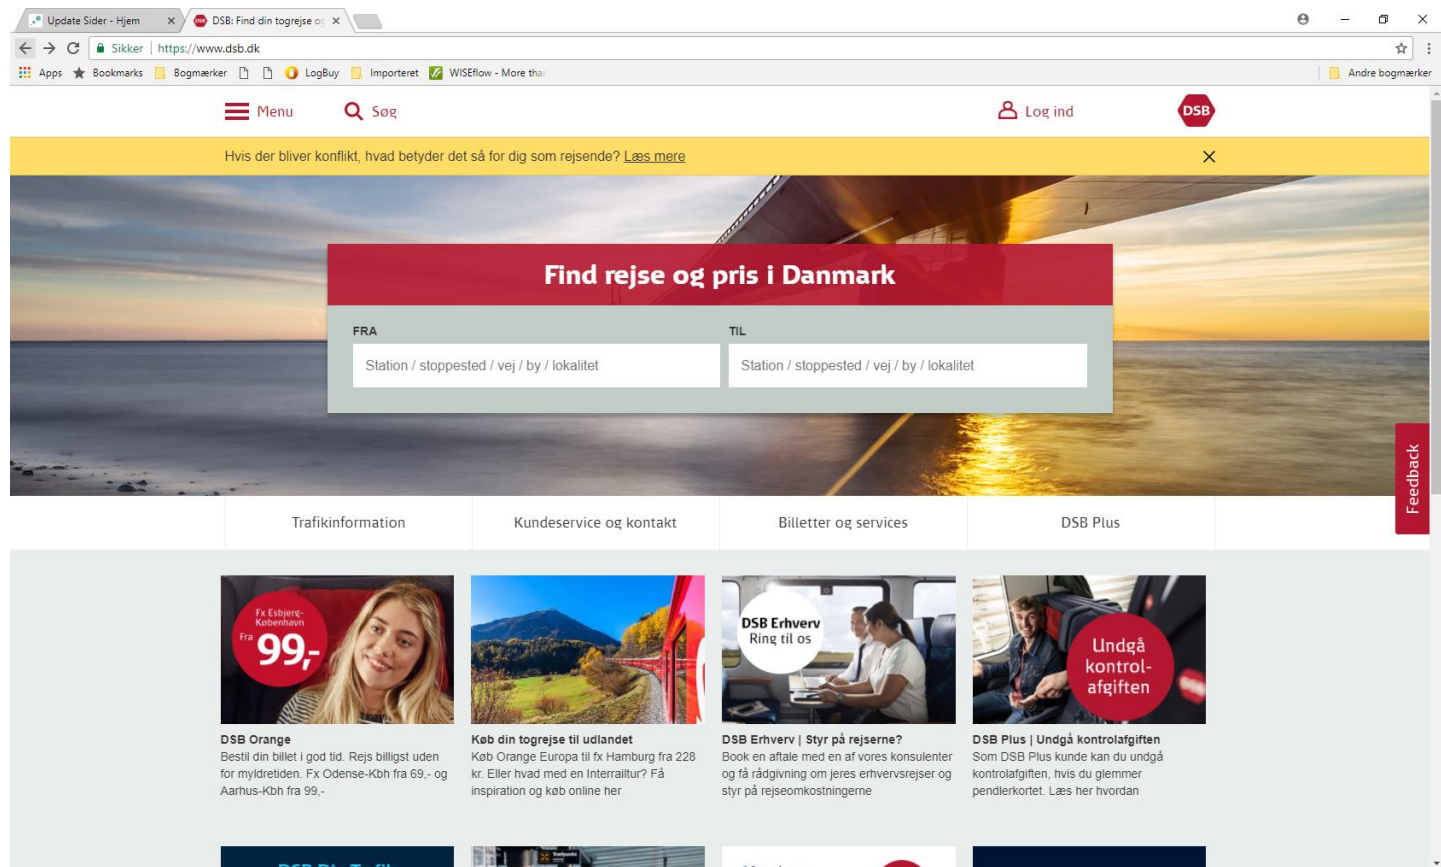 Update Sider - Hjem
DSB: Find din togrejse og
Sikker
https://www.dsb.dk
Apps
Bookmarks
Bogmærker
LogBuy
Importeret
WISEflow - More tha
Andre bogmærker
Menu
Søg
Log ind
DSB
Hvis der bliver konflikt, hvad betyder det så for dig som rejsende? Læs mere
Find rejse og pris i Danmark
FRA
TIL
Station / stoppested / vej / by / lokalitet
Station / stoppested / vej / by / lokalitet
Feedback
Trafikinformation
Kundeservice og kontakt
Billetter og services
DSB Plus
Fx Esbjerg-
København
Fra
99,-
DSB Orange
Bestil din billet i god tid. Rejs billigst uden
for myldretiden. Fx Odense-Kbh fra 69,- og
Aarhus-Kbh fra 99,-
Køb din togrejse til udlandet
Køb Orange Europa til fx Hamburg fra 228
kr. Eller hvad med en Interrailtur? Få
inspiration og køb online her
DSB Erhverv
Ring til os
DSB Erhverv | Styr på rejserne?
Book en aftale med en af vores konsulenter
og få rådgivning om jeres erhvervsrejser og
styr på rejseomkostningerne
Undgå
kontrol-
afgiften
DSB Plus | Undgå kontrolafgiften
Som DSB Plus kunde kan du undgå
kontrolafgiften, hvis du glemmer
pendlerkortet. Læs her hvordan
Trafpunkt